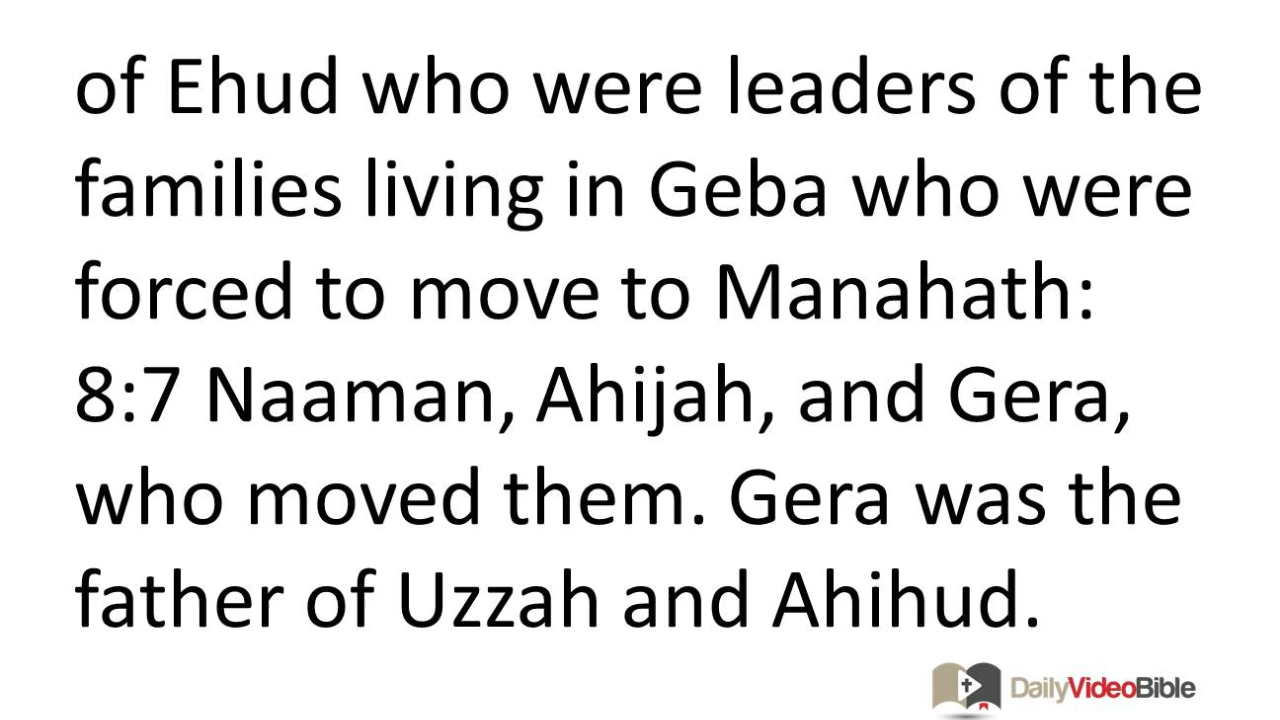 of Ehud who were leaders of the
families living in Geba who were
forced to move to Manahath:
8:7 Naaman, Ahijah, and Gera,
who moved them. Gera was the
father of Uzzah and Ahihud.
DailyVideoBible